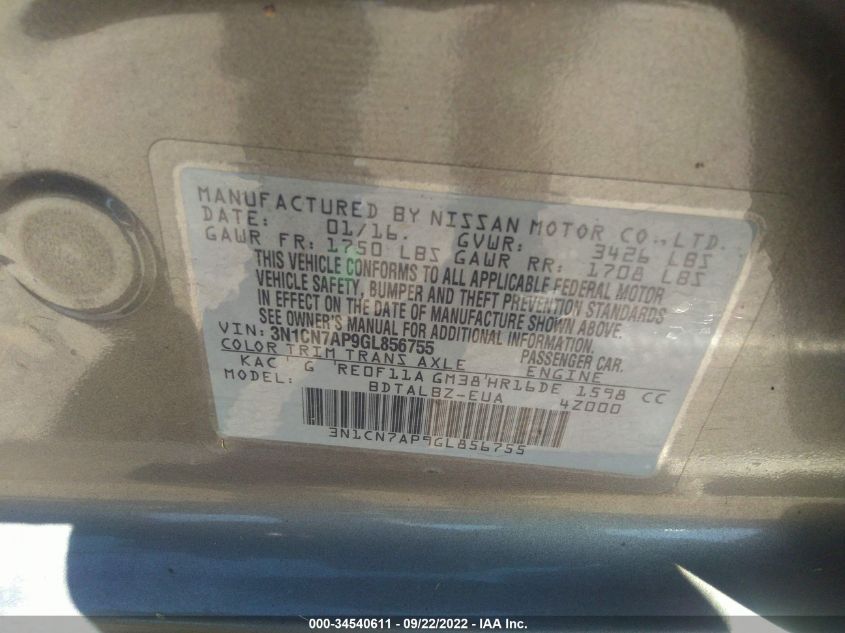 MANUFACTURED BY NISSAN MOTOR CO.,LTD.
DATE: 01/16. GVWR: 3426 LBS
GAWR FR: 1750 LBS GAWR RR: 1708 LBS
THIS VEHICLE CONFORMS TO ALL APPLICABLE FEDERAL MOTOR
VEHICLE SAFETY, BUMPER AND THEFT PREVENTION STANDARDS
IN EFFECT ON THE DATE OF MANUFACTURE SHOWN ABOVE.
SEE OWNER'S MANUAL FOR ADDITIONAL INFORMATION.
VIN: 3N1CN7AP9GL856755 PASSENGER CAR.
COLOR TRIM TRANS AXLE ENGINE
KAC G RE0F11A GM38 HR16DE 1598 CC
MODEL: BDTALBZ-EUA 4Z000
3N1CN7AP9GL856755
000-34540611 - 09/22/2022 - IAA Inc.